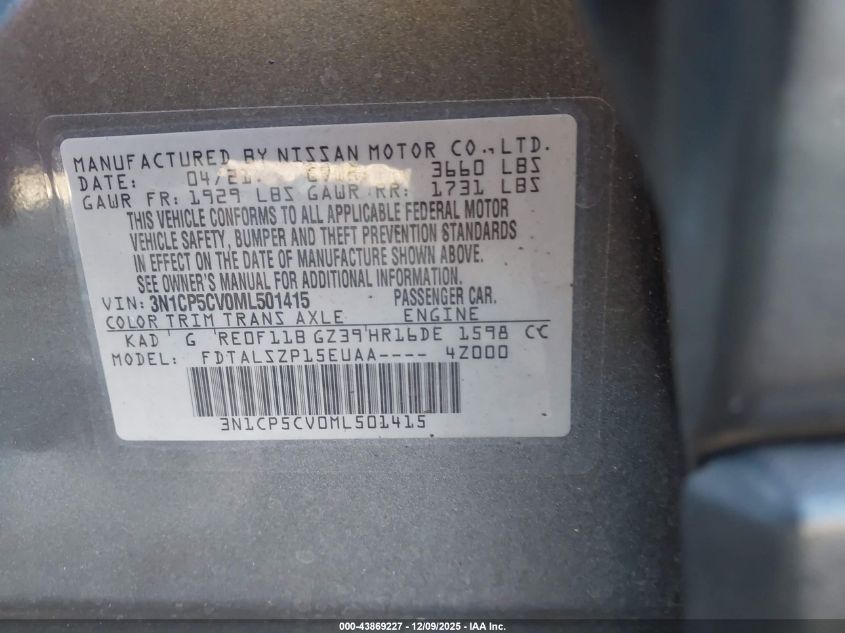 MANUFACTURED BY NISSAN MOTOR CO.,LTD.
DATE: 04/21. 3660 LBS
GAWR FR: 1929 LBS GAWR RR: 1731 LBS
THIS VEHICLE CONFORMS TO ALL APPLICABLE FEDERAL MOTOR
VEHICLE SAFETY, BUMPER AND THEFT PREVENTION STANDARDS
IN EFFECT ON THE DATE OF MANUFACTURE SHOWN ABOVE.
SEE OWNER'S MANUAL FOR ADDITIONAL INFORMATION.
VIN: 3N1CP5CV0ML501415 PASSENGER CAR.
COLOR TRIM TRANS AXLE ENGINE
KAD G RE0F11B GZ39 HR16DE 1598 CC
MODEL: FDTALSZP15EUAA---- 4Z000
3N1CP5CV0ML501415
000-43869227 - 12/09/2025 - IAA Inc.